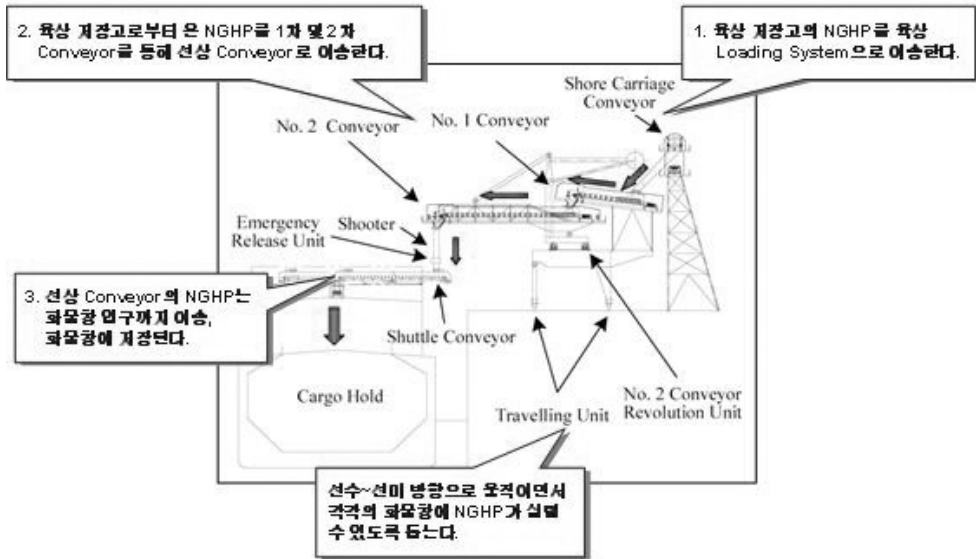 2. 육상 저장고로부터 온 NGHP를 1차 및 2차
Conveyor를 통해 선상 Conveyor로 이송한다.
1. 육상 저장고의 NGHP를 육상
Loading System으로 이송한다.
Shore Carriage
Conveyor
No. 2 Conveyor
No. 1 Conveyor
Emergency
Release Unit
Shooter
3. 선상 Conveyor의 NGHP는
화물창 입구까지 이송,
화물창에 저장된다.
Shuttle Conveyor
Cargo Hold
Travelling Unit
No. 2 Conveyor
Revolution Unit
선수~선미 방향으로 움직이면서
각각의 화물창에 NGHP가 실릴
수 있도록 돕는다.